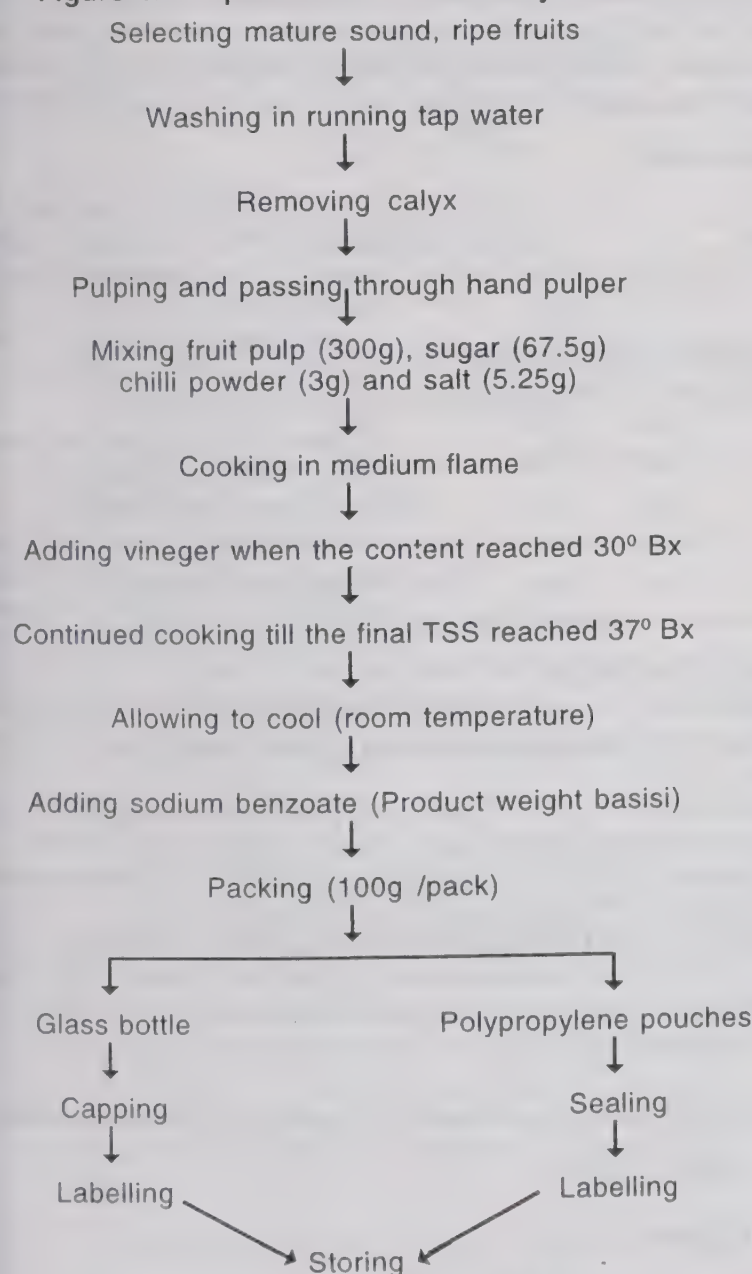 Selecting mature sound, ripe fruits
Washing in running tap water
Removing calyx
Pulping and passing through hand pulper
Mixing fruit pulp (300g), sugar (67.5g)
chilli powder (3g) and salt (5.25g)
Cooking in medium flame
Adding vineger when the content reached 30º Bx
Continued cooking till the final TSS reached 37º Bx
Allowing to cool (room temperature)
Adding sodium benzoate (Product weight basisi)
Packing (100g /pack)
Glass bottle
Polypropylene pouches
Capping
Sealing
Labelling
Labelling
Storing